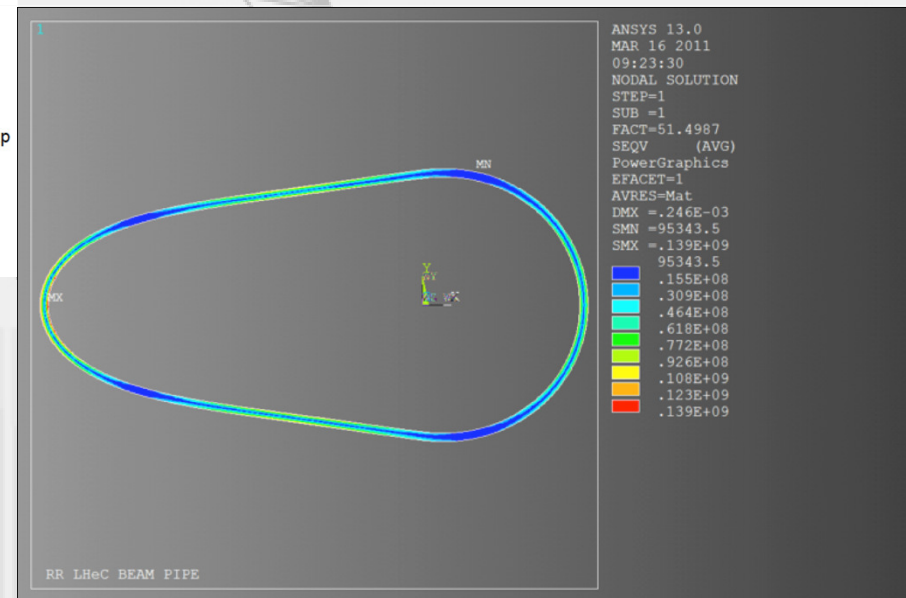 1
p
ANSYS 13.0
MAR 16 2011
09:23:30
NODAL SOLUTION
STEP=1
SUB =1
FACT=51.4987
SEQV (AVG)
PowerGraphics
EFACET=1
AVRES=Mat
DMX =.246E-03
SMN =95343.5
SMX =.139E+09
95343.5
.155E+08
.309E+08
.464E+08
.618E+08
.772E+08
.926E+08
.108E+09
.123E+09
.139E+09
MN
MX
Y
X
RR LHeC BEAM PIPE